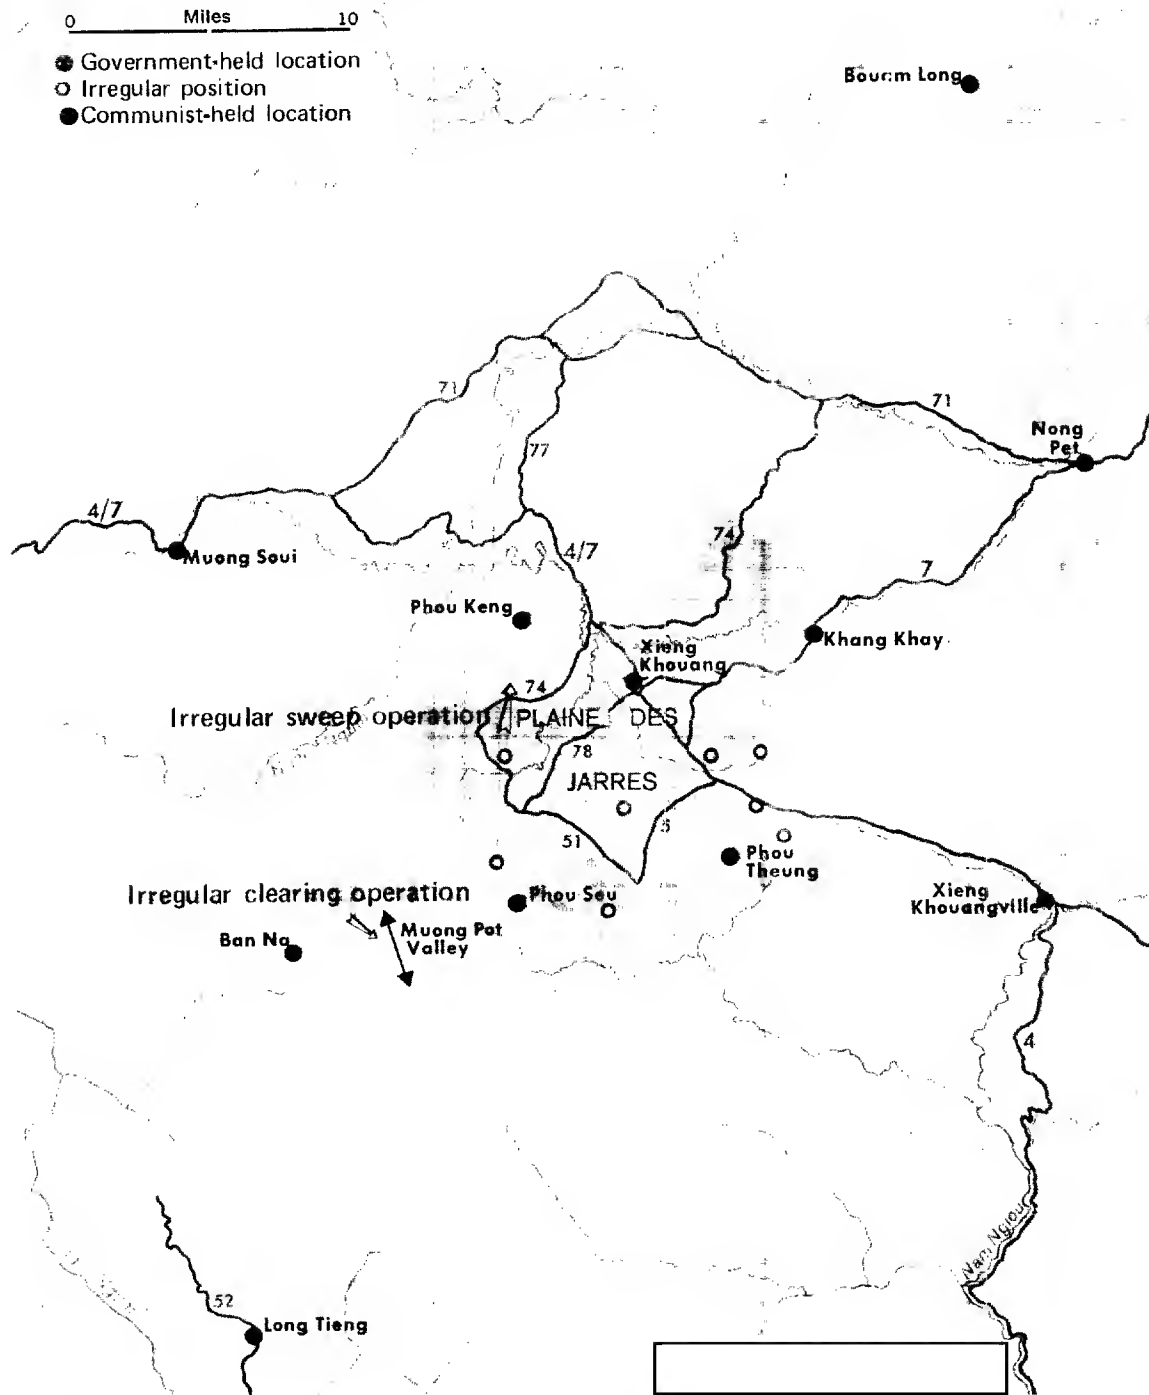 0 Miles 10
Government-held location
Irregular position
Communist-held location
Bouam Long
71
71
Nong
Pet
77
4/7
74
4/7
Muong Soui
7
Phou Keng
Khang Khay
Xieng
Khouang
74
Irregular sweep operation
PLAINE DES
78
JARRES
5
51
Phou
Theung
Irregular clearing operation
Phou Seu
Xieng
Khouangville
Muong Pot
Valley
Ban Na
4
Nam Ngiou
52
Long Tieng